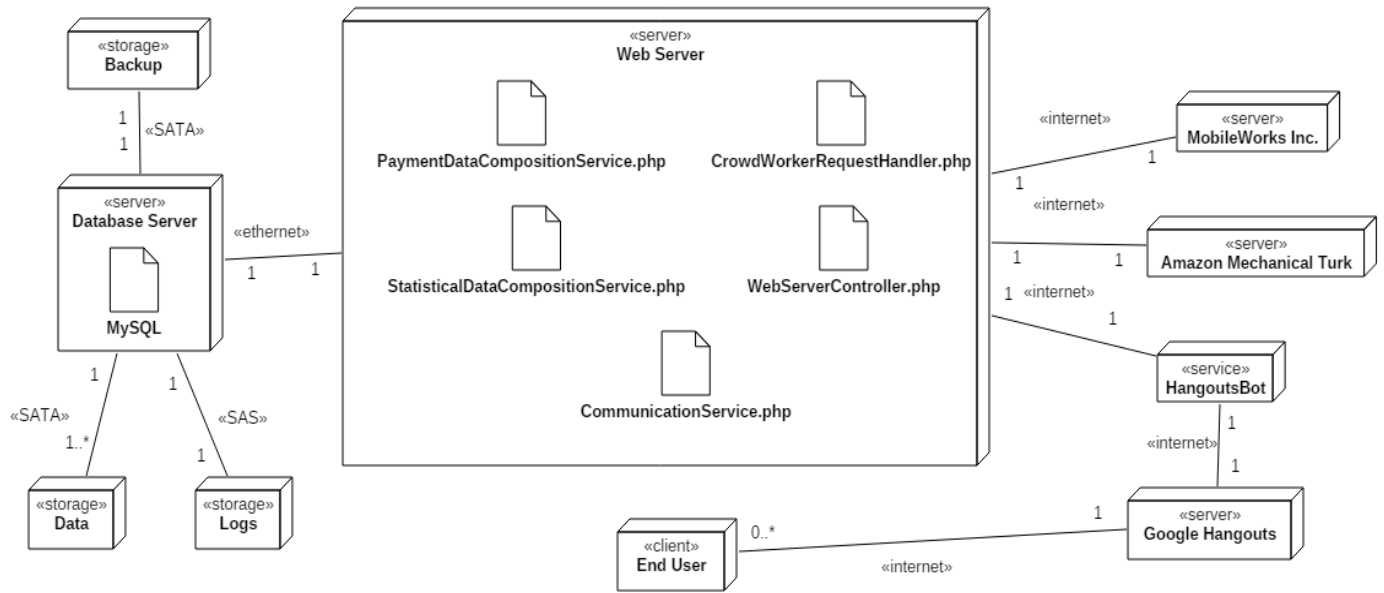 «storage»
Backup
1
1
«SATA»
«server»
Database Server
MySQL
«ethernet»
1
1
1
«SATA»
1..*
«storage»
Data
1
«SAS»
1
«storage»
Logs
«server»
Web Server
PaymentDataCompositionService.php
CrowdWorkerRequestHandler.php
StatisticalDataCompositionService.php
WebServerController.php
CommunicationService.php
«internet»
1
1
«server»
MobileWorks Inc.
«internet»
1
1
«server»
Amazon Mechanical Turk
1
«internet»
1
«service»
HangoutsBot
1
«internet»
1
«server»
Google Hangouts
1
0..*
«internet»
«client»
End User